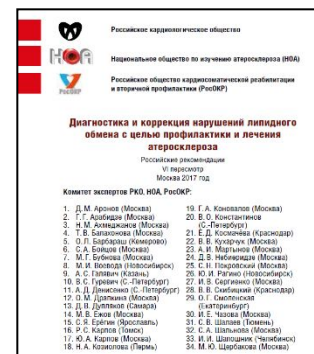 Российское кардиологическое общество
НОА
Национальное общество по изучению атеросклероза (НОА)
РосОКР
Российское общество кардиосоматической реабилитации
и вторичной профилактики (РосОКР)
Диагностика и коррекция нарушений липидного
обмена с целью профилактики и лечения
атеросклероза
Российские рекомендации
VI пересмотр
Москва 2017 год
Комитет экспертов РКО, НОА, РосОКР:
1. Д.М. Аронов (Москва)
2. Г.Г. Арабидзе (Москва)
3. Н.М. Ахмеджанов (Москва)
4. Т.В. Балахонова (Москва)
5. О.Л. Барбараш (Кемерово)
6. С.А. Бойцов (Москва)
7. М.Г. Бубнова (Москва)
8. М.И. Воевода (Новосибирск)
9. А.С. Галявич (Казань)
10. В.С. Гуревич (С.-Петербург)
11. А.Д. Денисенко (С.-Петербург)
12. О.М. Драпкина (Москва)
13. Д.В. Дупляков (Самара)
14. М.В. Ежов (Москва)
15. С.Я. Ерегин (Ярославль)
16. Р.С. Карпов (Томск)
17. Ю.А. Карпов (Москва)
18. Н.А. Козиолова (Пермь)
19. Г.А. Коновалов (Москва)
20. В.О. Константинов
(С.-Петербург)
21. Е.Д. Космачёва (Краснодар)
22. В.В. Кухарчук (Москва)
23. А.И. Мартынов (Москва)
24. Д.В. Небиеридзе (Москва)
25. С.Н. Покровский (Москва)
26. Ю.И. Рагино (Новосибирск)
27. И.В. Сергиенко (Москва)
28. В.В. Скибицкий (Краснодар)
29. О.Г. Смоленская
(Екатеринбург)
30. И.Е. Чазова (Москва)
31. С.В. Шалаев (Тюмень)
32. С.А. Шальнова (Москва)
33. И.И. Шапошник (Челябинск)
34. М.Ю. Щербакова (Москва)